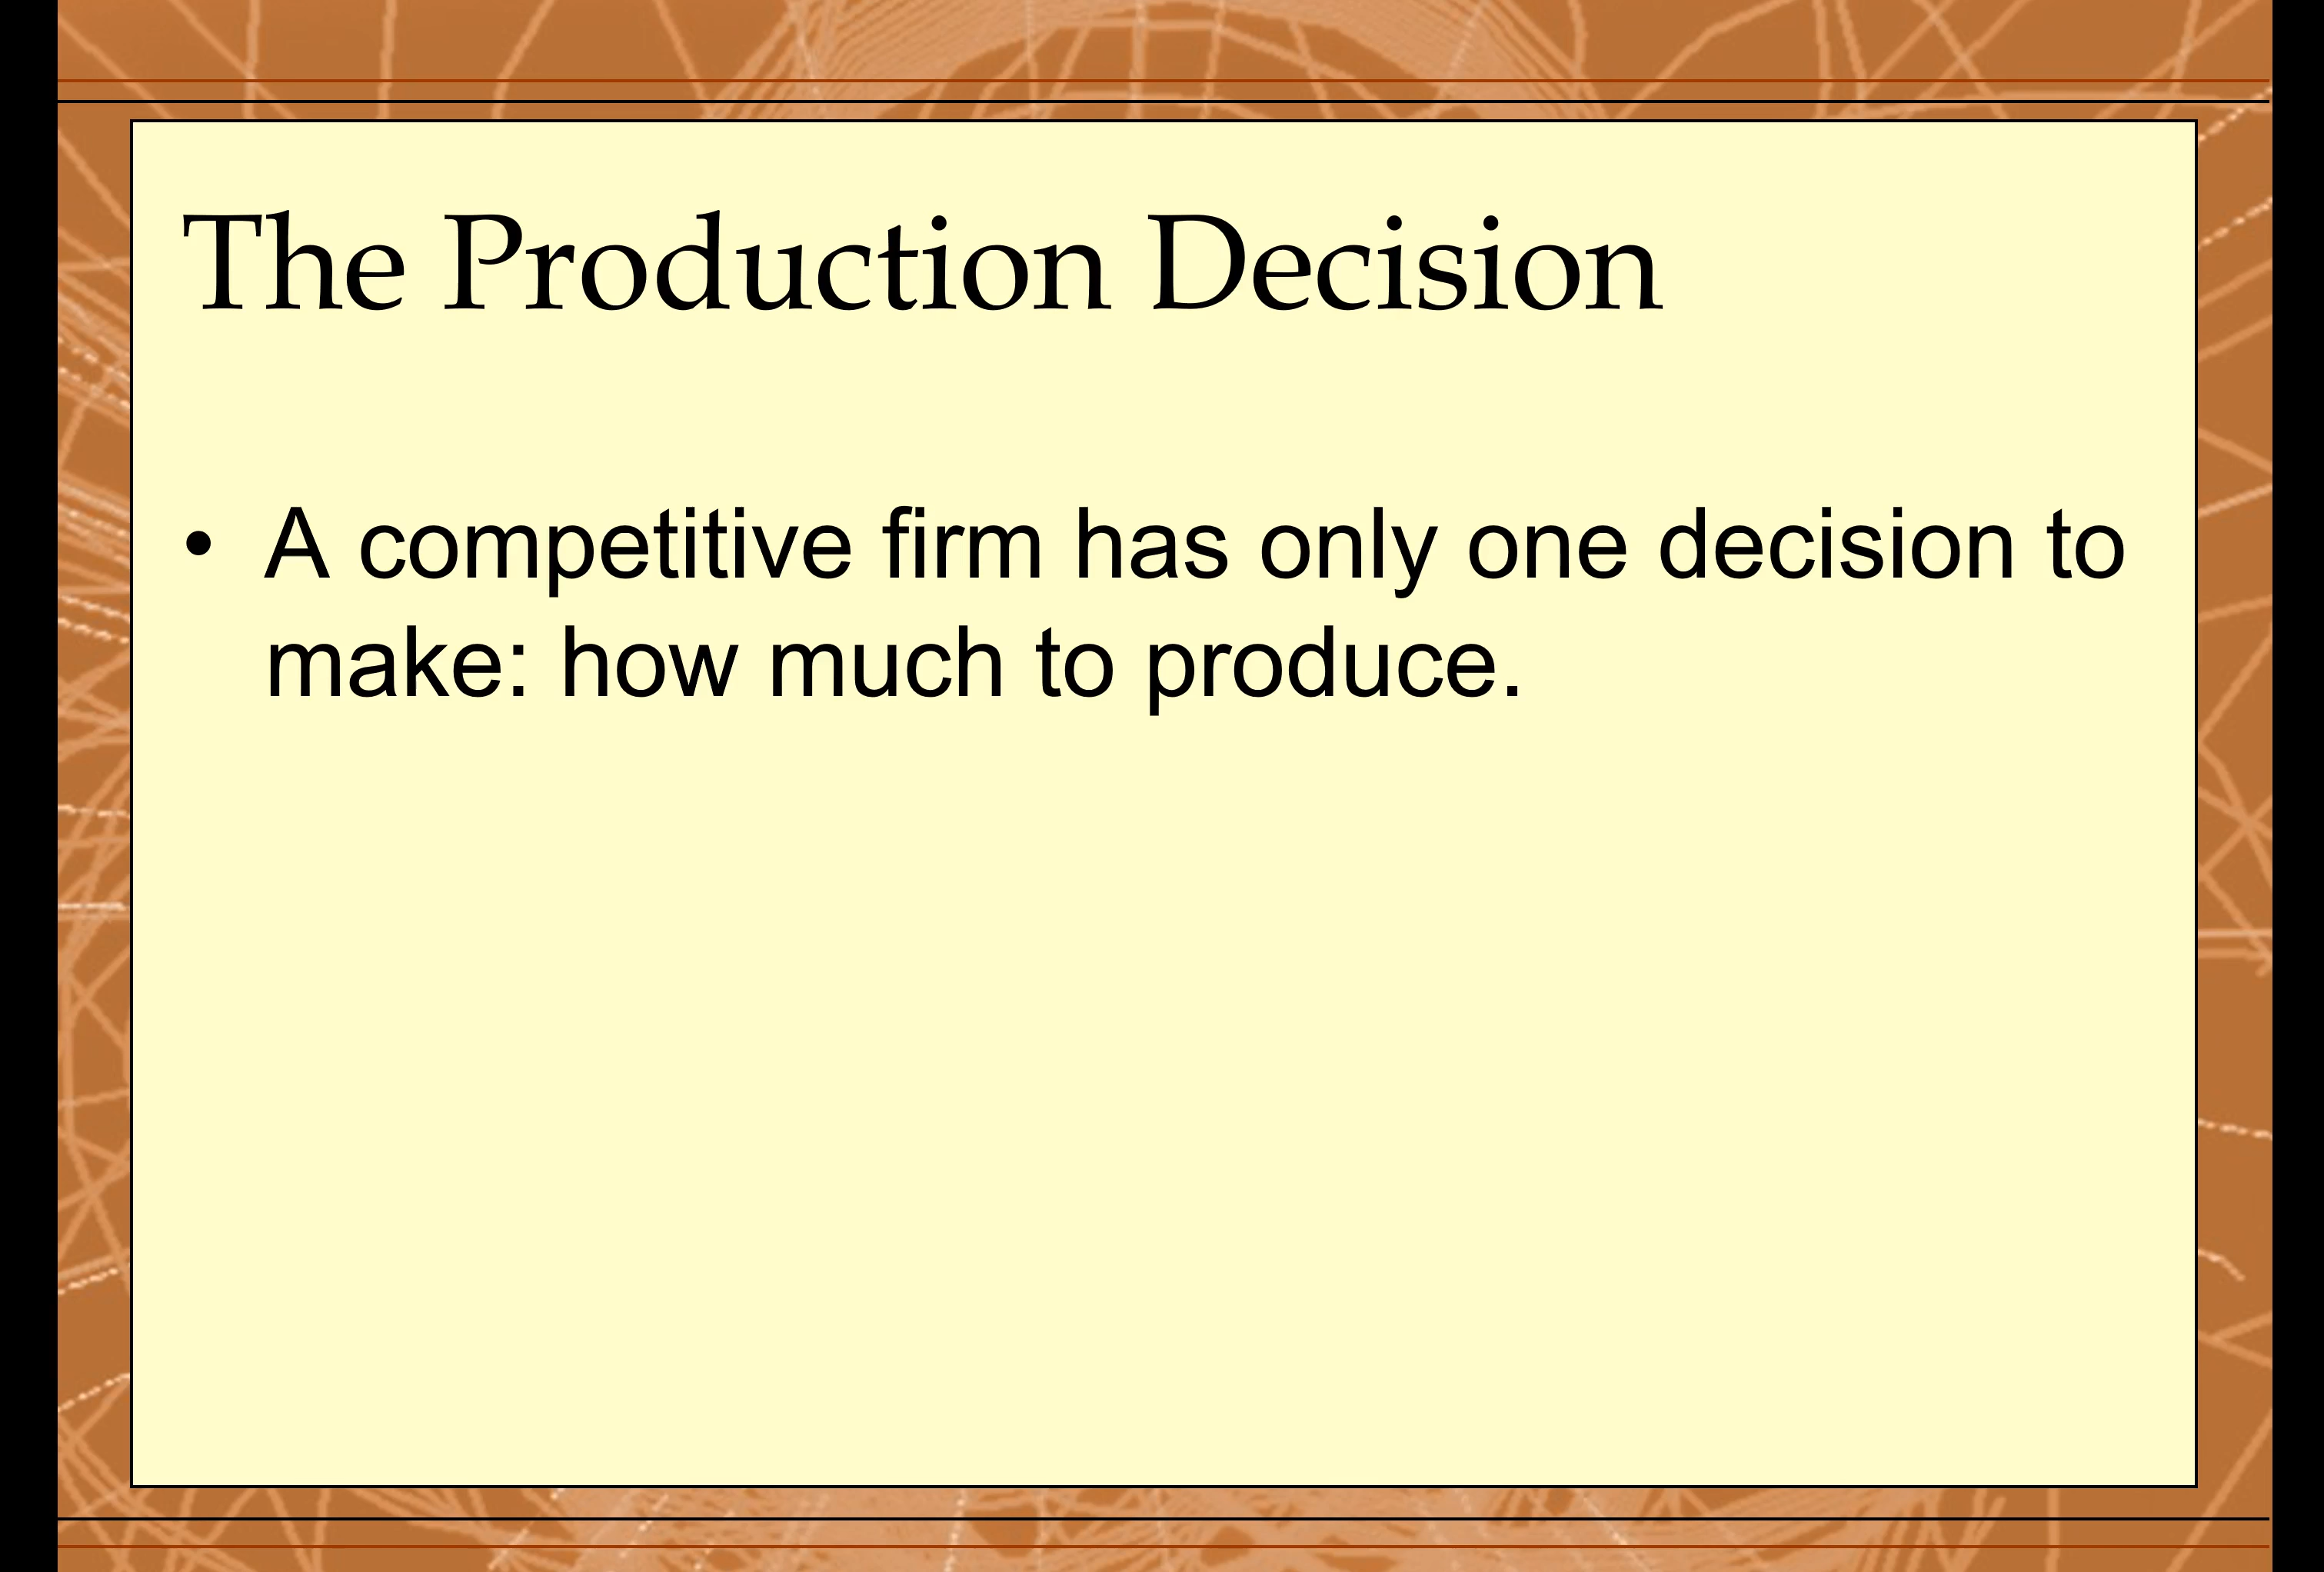 The Production Decision
• A competitive firm has only one decision to
make: how much to produce.